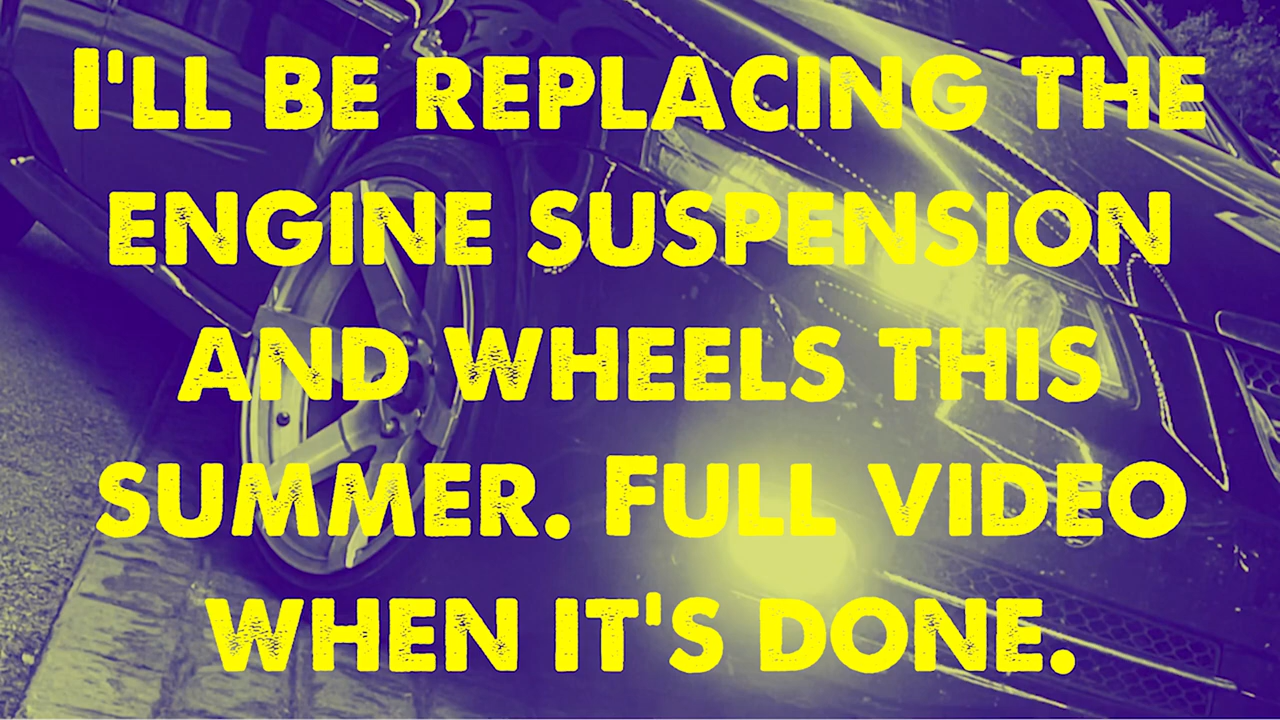 I'LL BE REPLACING THE
ENGINE SUSPENSION
AND WHEELS THIS
SUMMER. FULL VIDEO
WHEN IT'S DONE.